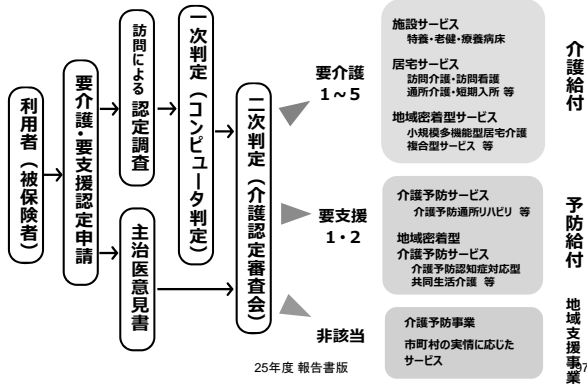 利用者（被保険者）
要介護・要支援認定申請
訪問による 認定調査
主治医意見書
一次判定（コンピュータ判定）
二次判定（介護認定審査会）
要介護
1～5
要支援
1・2
非該当
施設サービス
特養・老健・療養病床
居宅サービス
訪問介護・訪問看護
通所介護・短期入所 等
地域密着型サービス
小規模多機能型居宅介護
複合型サービス 等
介護給付
介護予防サービス
介護予防通所リハビリ 等
地域密着型
介護予防サービス
介護予防認知症対応型
共同生活介護 等
予防給付
介護予防事業
市町村の実情に応じた
サービス
地域支援事業
25年度 報告書版